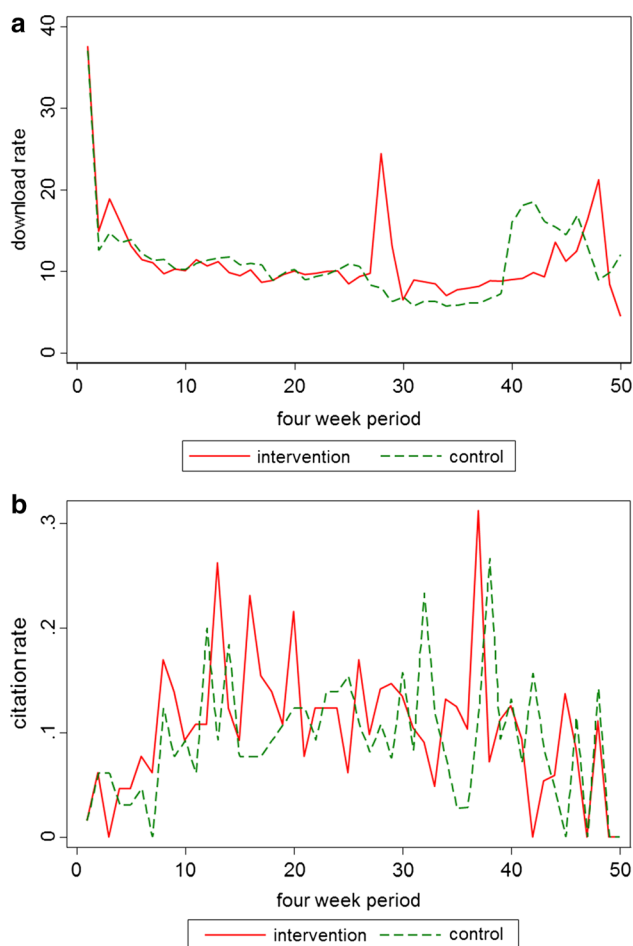 a
40
30
20
10
0
download rate
0 10 20 30 40 50
four week period
intervention control
b
.3
.2
.1
0
citation rate
0 10 20 30 40 50
four week period
intervention control